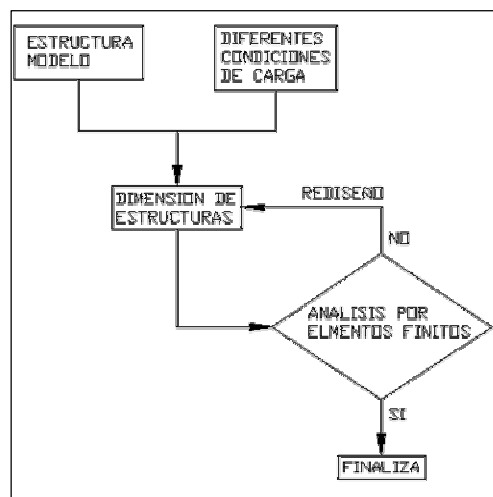 ESTRUCTURA
MODELO
DIFERENTES
CONDICIONES
DE CARGA
DIMENSION DE
ESTRUCTURAS
REDISEÑO
NO
ANALISIS POR
ELMENTOS FINITOS
SI
FINALIZA